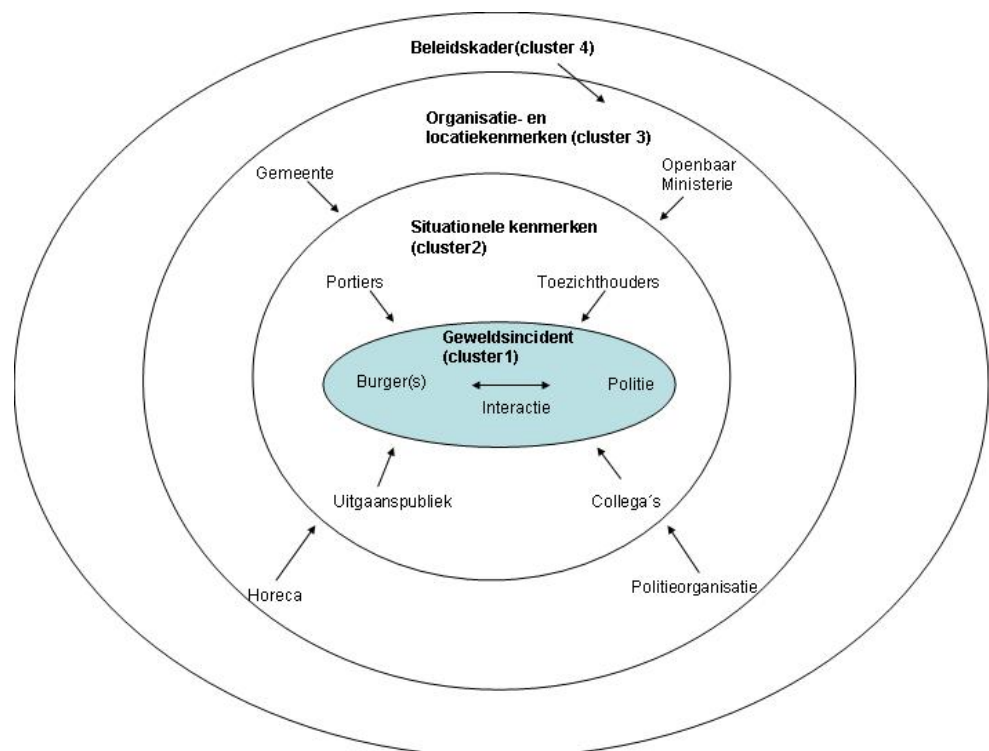 Beleidskader(cluster 4)
Organisatie- en
locatiekenmerken (cluster 3)
Gemeente
Openbaar
Ministerie
Situationele kenmerken
(cluster2)
Portiers
Toezichthouders
Geweldsincident
(cluster1)
Burger(s)
Politie
Interactie
Uitgaanspubliek
Collega´s
Horeca
Politieorganisatie